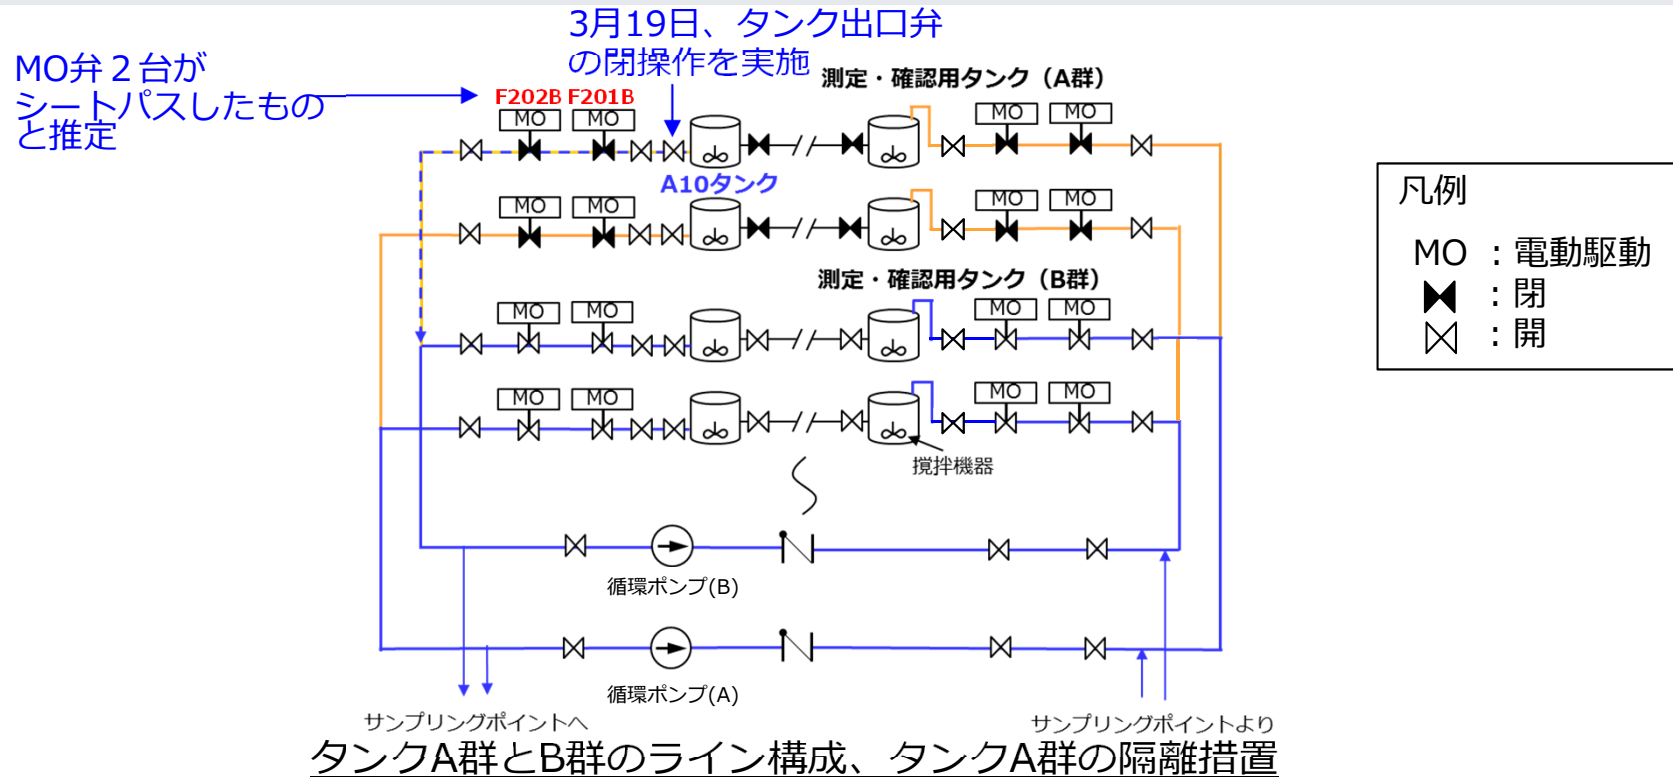 3月19日、タンク出口弁
の閉操作を実施
MO弁２台が
シートパスしたもの
と推定
測定・確認用タンク（A群）
F202B F201B
MO MO MO MO
A10タンク
MO MO MO MO
測定・確認用タンク（B群）
MO MO MO MO
MO MO MO MO
撹拌機器
循環ポンプ(B)
循環ポンプ(A)
サンプリングポイントへ
サンプリングポイントより
タンクA群とB群のライン構成、タンクA群の隔離措置
凡例
MO ：電動駆動
：閉
：開